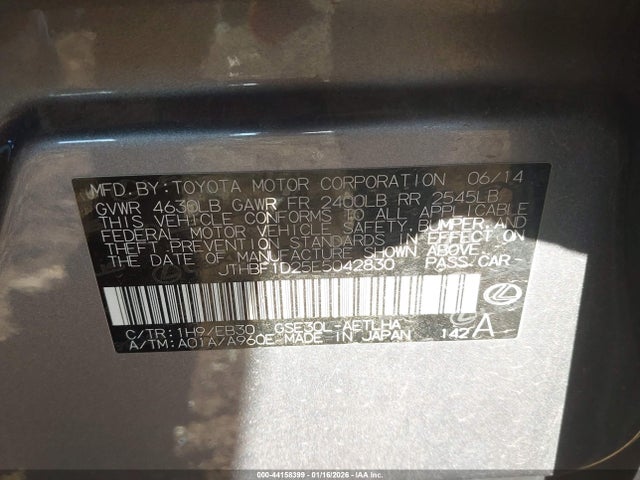 MFD. BY: TOYOTA MOTOR CORPORATION 06/14
GVWR 4630LB GAWR FR 2400LB RR 2545LB
THIS VEHICLE CONFORMS TO ALL APPLICABLE
FEDERAL MOTOR VEHICLE SAFETY, BUMPER, AND
THEFT PREVENTION STANDARDS IN EFFECT ON
THE DATE OF MANUFACTURE SHOWN ABOVE.
PASS. CAR
C/TR: 1H9/EB30 GSE30L-AETLHA
A/TM: A01A/A960E MADE IN JAPAN 142 A
000-44158399 - 01/16/2026 - IAA Inc.